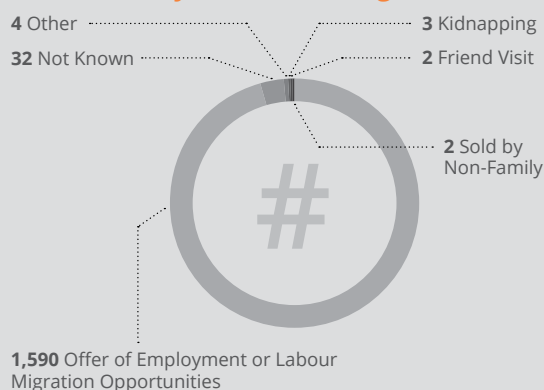 4 Other
3 Kidnapping
32 Not Known
2 Friend Visit
2 Sold by
Non-Family
#
1,590 Offer of Employment or Labour
Migration Opportunities